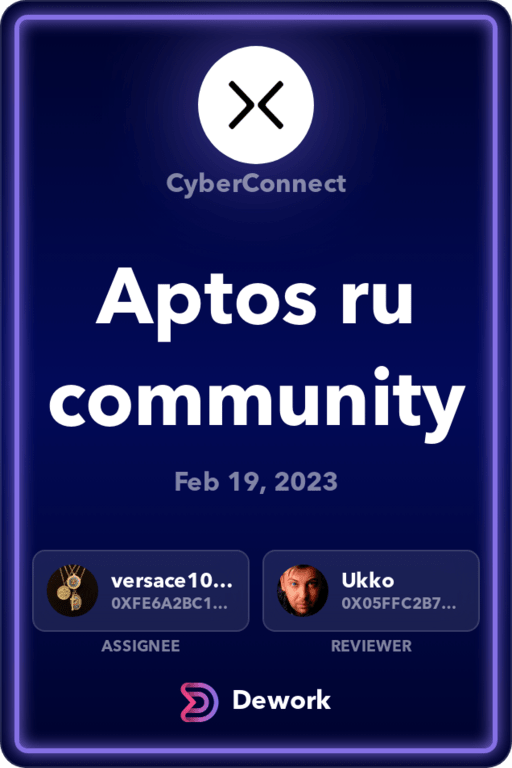 CyberConnect
Aptos ru
community
Feb 19, 2023
versace10...
0XFE6A2BC1...
ASSIGNEE
Ukko
0X05FFC2B7...
REVIEWER
Dework